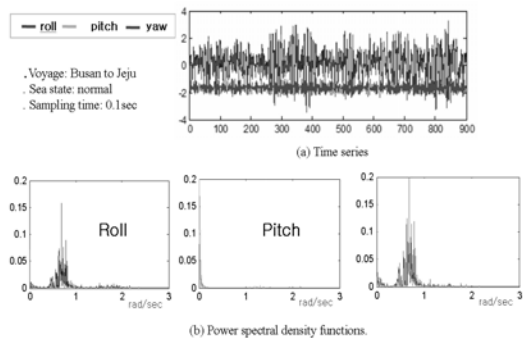 roll pitch yaw
. Voyage: Busan to Jeju
. Sea state: normal
. Sampling time: 0.1sec
4
2
0
-2
-4
0 100 200 300 400 500 600 700 800 900
(a) Time series
0.2
0.15
0.1
0.05
0
Roll
0 1 2 3
rad/sec
0.2
0.15
0.1
0.05
0
Pitch
0 1 2 3
rad/sec
0.2
0.15
0.1
0.05
0
0 1 2 3
rad/sec
(b) Power spectral density functions.